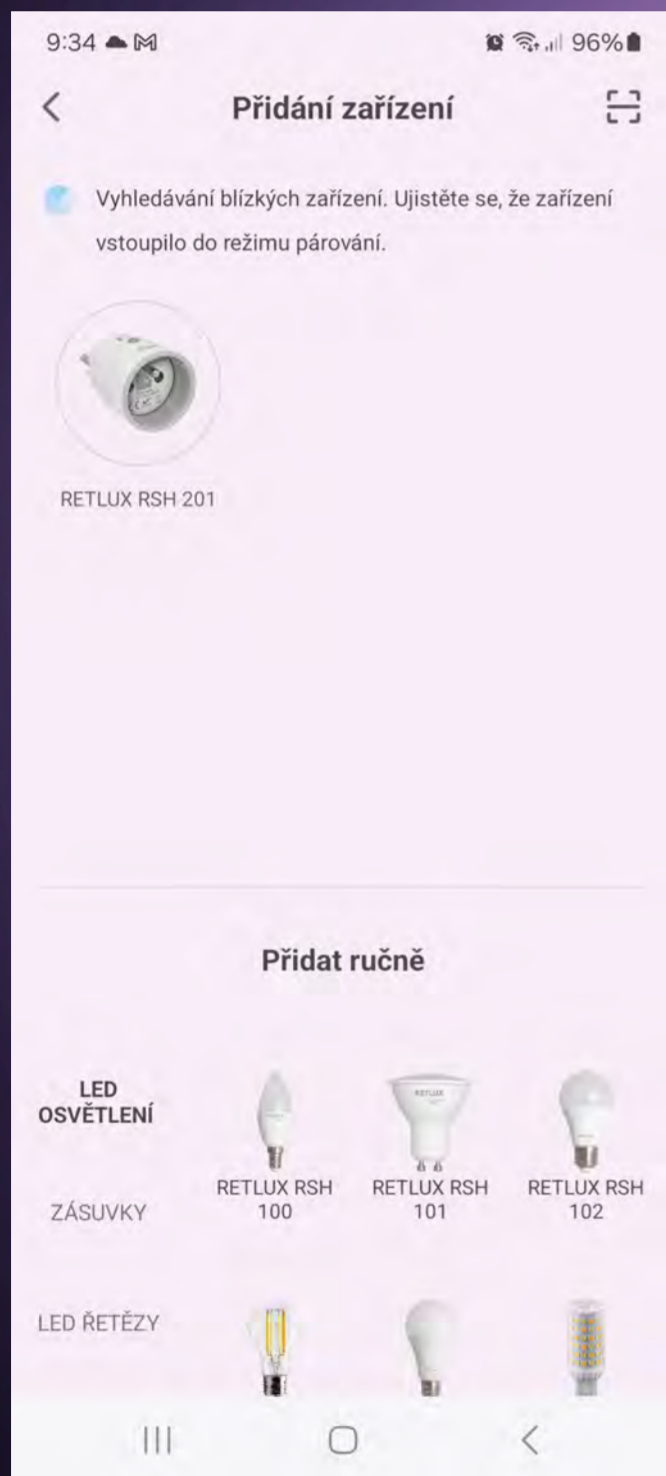 9:34
96%
Přidání zařízení
Vyhledávání blízkých zařízení. Ujistěte se, že zařízení
vstoupilo do režimu párování.
RETLUX RSH 201
Přidat ručně
LED
OSVĚTLENÍ
RETLUX
RETLUX RSH
100
RETLUX RSH
101
RETLUX RSH
102
ZÁSUVKY
LED ŘETĚZY